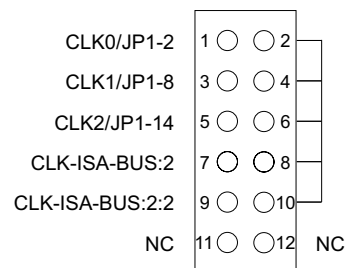 CLK0/JP1-2 1 2
CLK1/JP1-8 3 4
CLK2/JP1-14 5 6
CLK-ISA-BUS:2 7 8
CLK-ISA-BUS:2:2 9 10
NC 11 12 NC